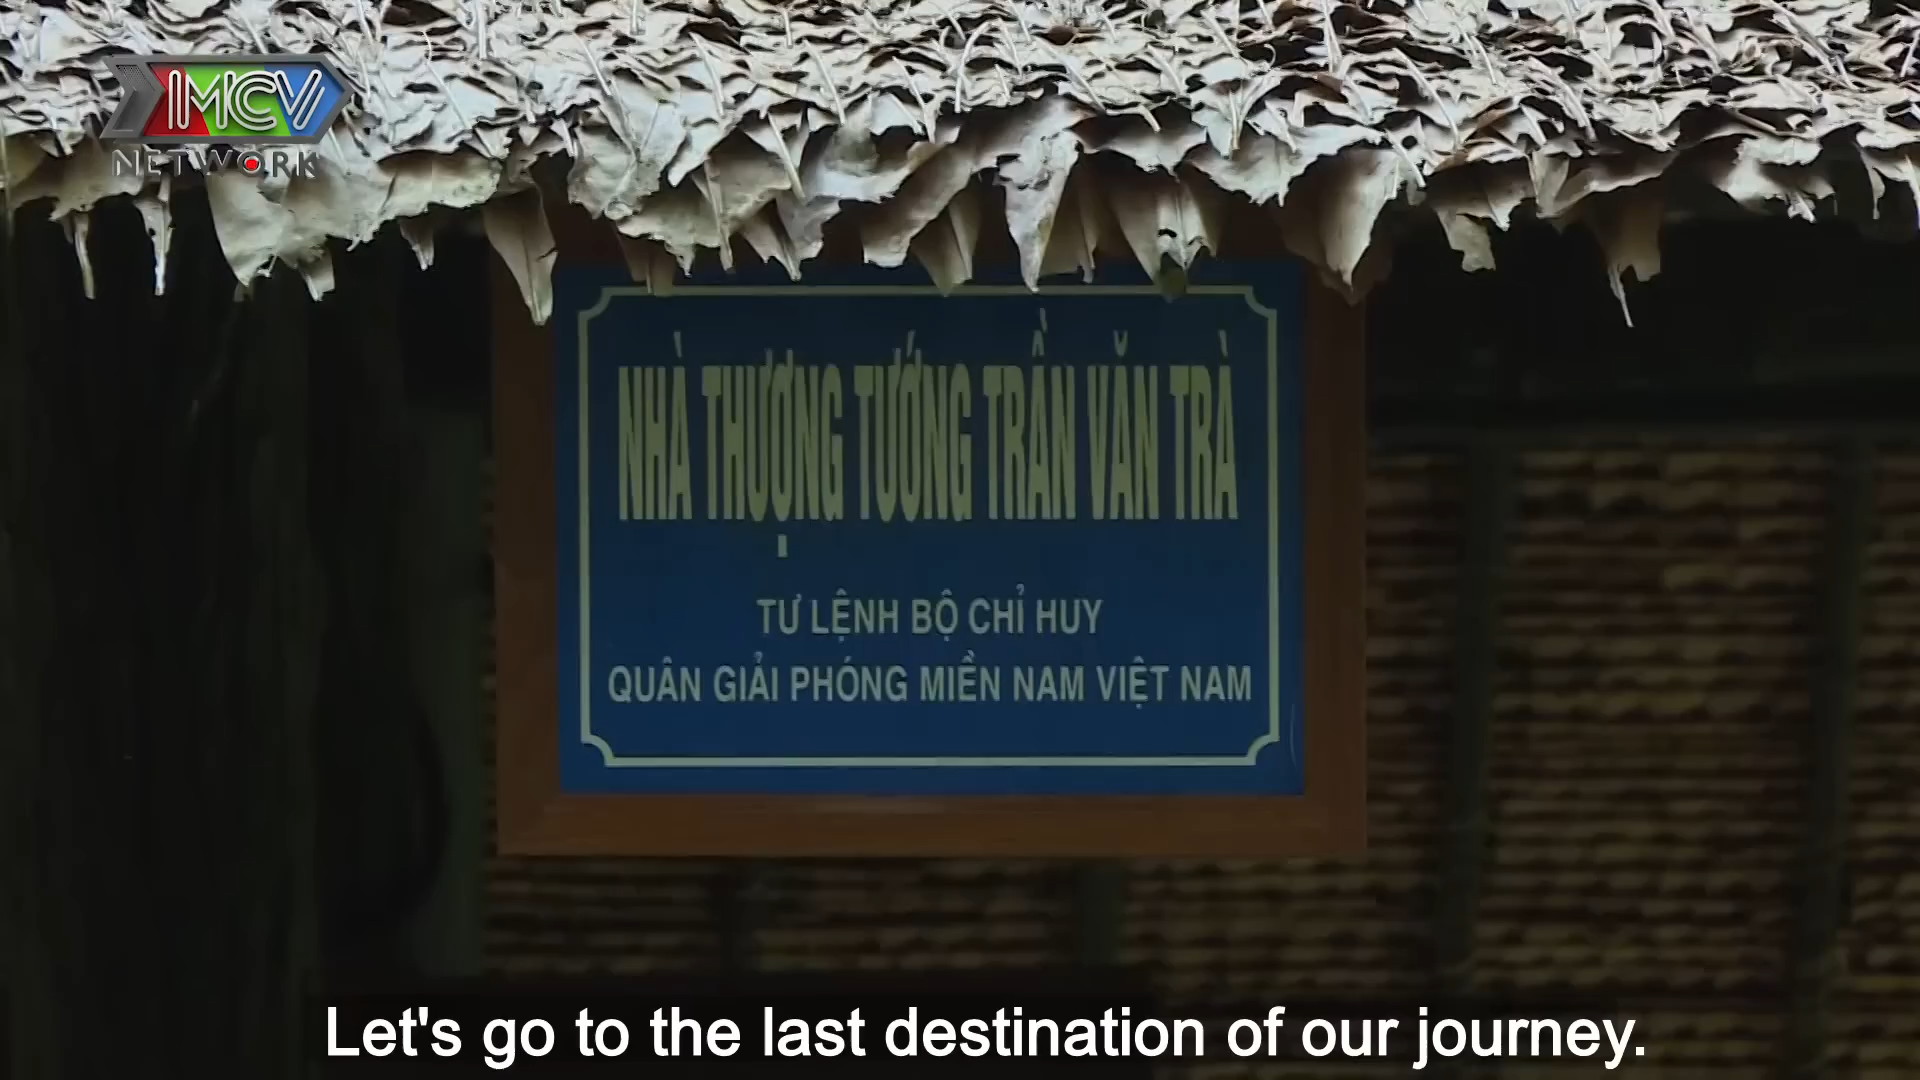 MCV
NETWORK
NHÀ THƯỢNG TƯỚNG TRẦN VĂN TRÀ
TƯ LỆNH BỘ CHỈ HUY
QUÂN GIẢI PHÓNG MIỀN NAM VIỆT NAM
Let's go to the last destination of our journey.